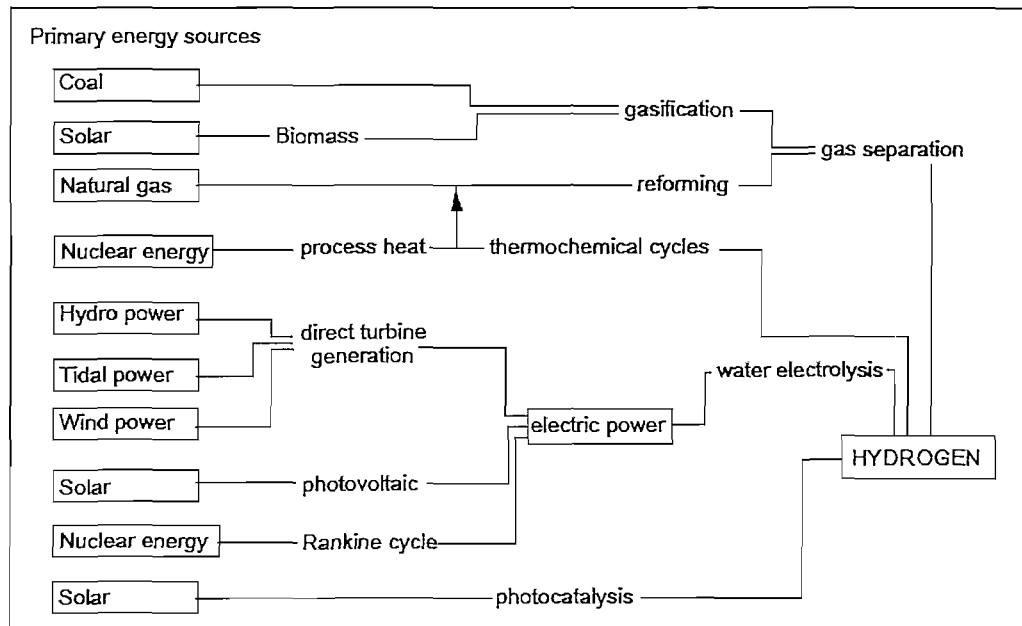 Primary energy sources
Coal
gasification
Solar
Biomass
gas separation
Natural gas
reforming
Nuclear energy
process heat
thermochemical cycles
Hydro power
direct turbine
generation
Tidal power
water electrolysis
Wind power
electric power
HYDROGEN
Solar
photovoltaic
Nuclear energy
Rankine cycle
Solar
photocatalysis